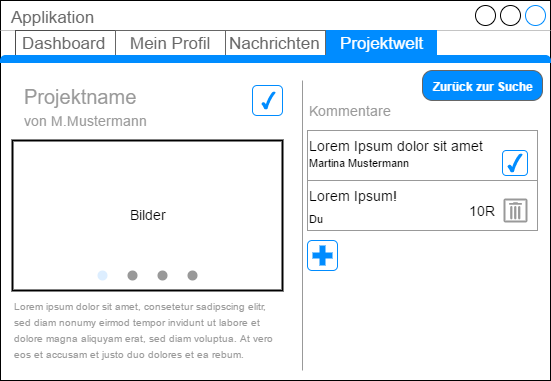 Applikation
Dashboard
Mein Profil
Nachrichten
Projektwelt
Zurück zur Suche
Projektname
von M.Mustermann
Bilder
Lorem ipsum dolor sit amet, consetetur sadipscing elitr,
sed diam nonumy eirmod tempor invidunt ut labore et
dolore magna aliquyam erat, sed diam voluptua. At vero
eos et accusam et justo duo dolores et ea rebum.
Kommentare
Lorem Ipsum dolor sit amet
Martina Mustermann
Lorem Ipsum!
Du
10R